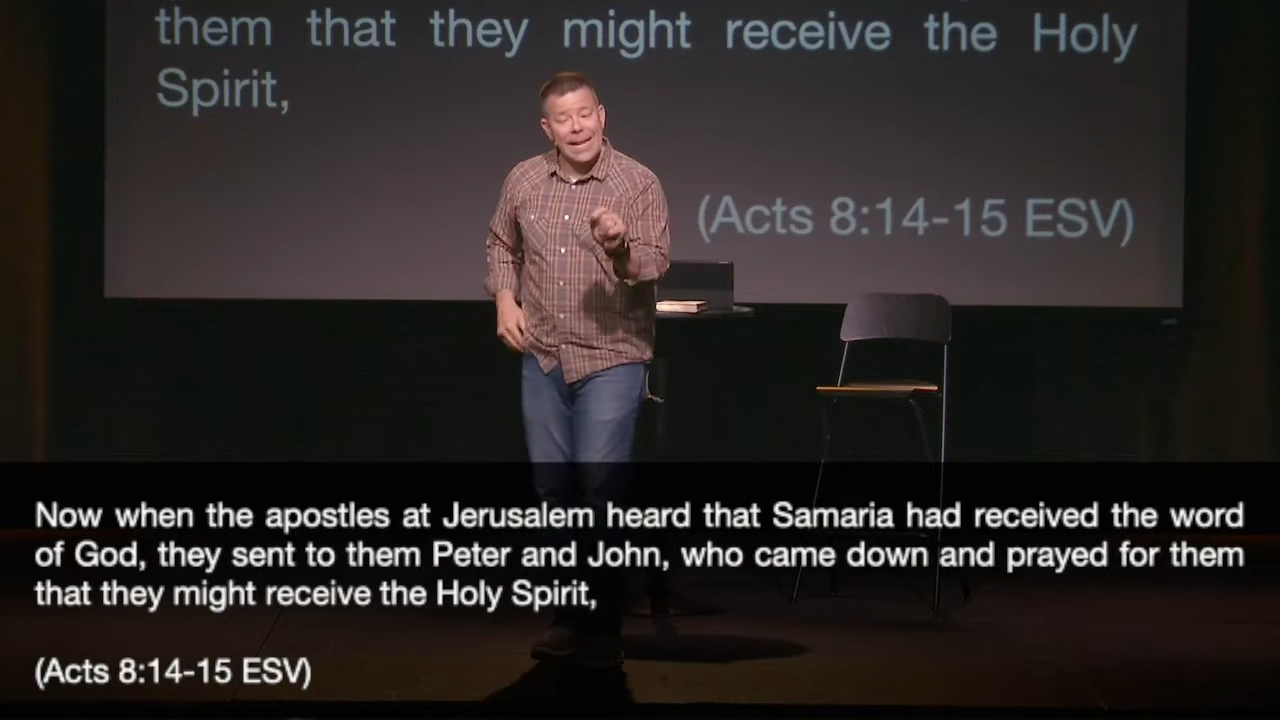 them that they might receive the Holy
Spirit,
(Acts 8:14-15 ESV)
Now when the apostles at Jerusalem heard that Samaria had received the word
of God, they sent to them Peter and John, who came down and prayed for them
that they might receive the Holy Spirit,
(Acts 8:14-15 ESV)